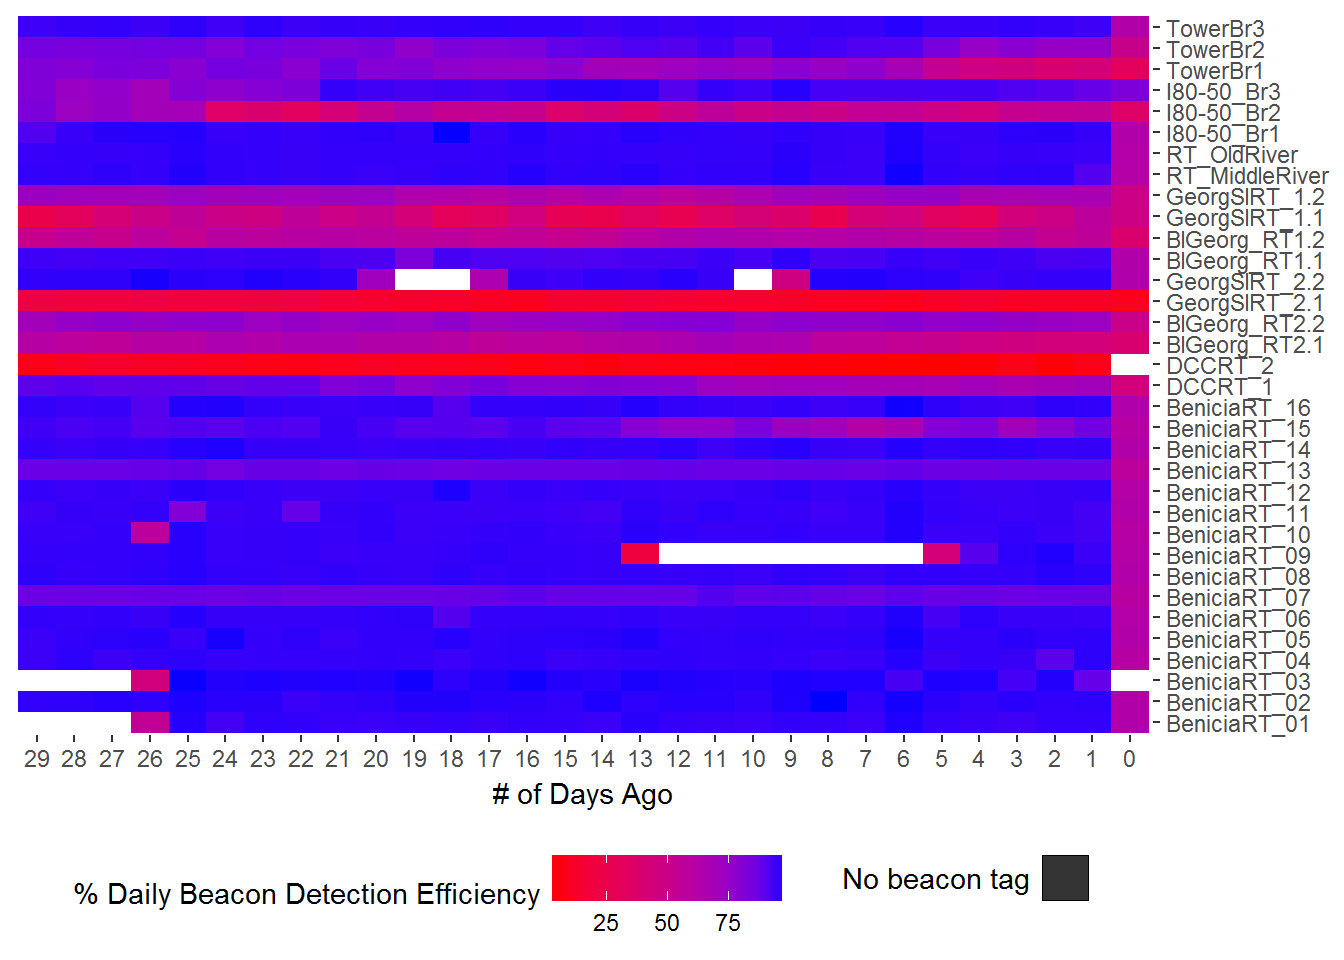 TowerBr3
TowerBr2
TowerBr1
I80-50_Br3
I80-50_Br2
I80-50_Br1
RT_OldRiver
RT_MiddleRiver
GeorgSlRT_1.2
GeorgSlRT_1.1
BlGeorg_RT1.2
BlGeorg_RT1.1
GeorgSlRT_2.2
GeorgSlRT_2.1
BlGeorg_RT2.2
BlGeorg_RT2.1
DCCRT_2
DCCRT_1
BeniciaRT_16
BeniciaRT_15
BeniciaRT_14
BeniciaRT_13
BeniciaRT_12
BeniciaRT_11
BeniciaRT_10
BeniciaRT_09
BeniciaRT_08
BeniciaRT_07
BeniciaRT_06
BeniciaRT_05
BeniciaRT_04
BeniciaRT_03
BeniciaRT_02
BeniciaRT_01
29 28 27 26 25 24 23 22 21 20 19 18 17 16 15 14 13 12 11 10 9 8 7 6 5 4 3 2 1 0
# of Days Ago
% Daily Beacon Detection Efficiency
25 50 75
No beacon tag